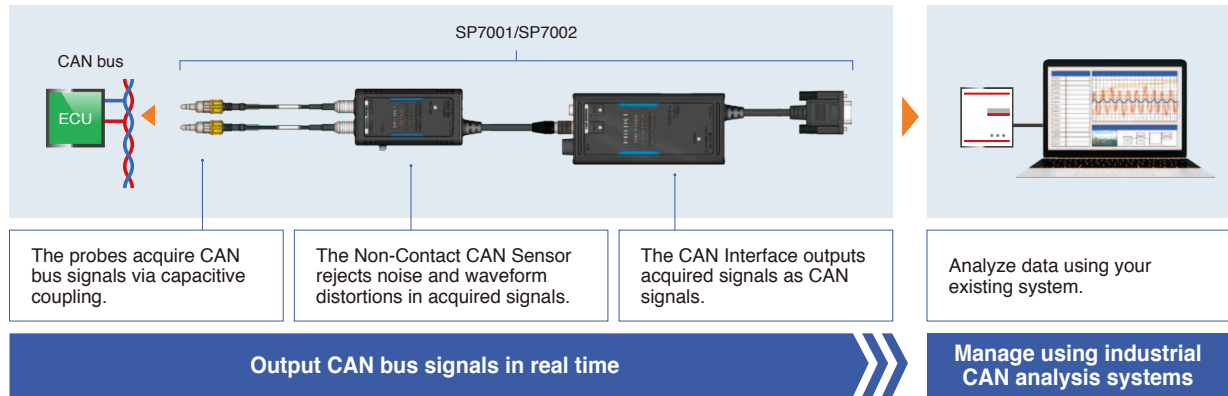 SP7001/SP7002
CAN bus
ECU
The probes acquire CAN
bus signals via capacitive
coupling.
The Non-Contact CAN Sensor
rejects noise and waveform
distortions in acquired signals.
The CAN Interface outputs
acquired signals as CAN
signals.
Analyze data using your
existing system.
Output CAN bus signals in real time
Manage using industrial
CAN analysis systems